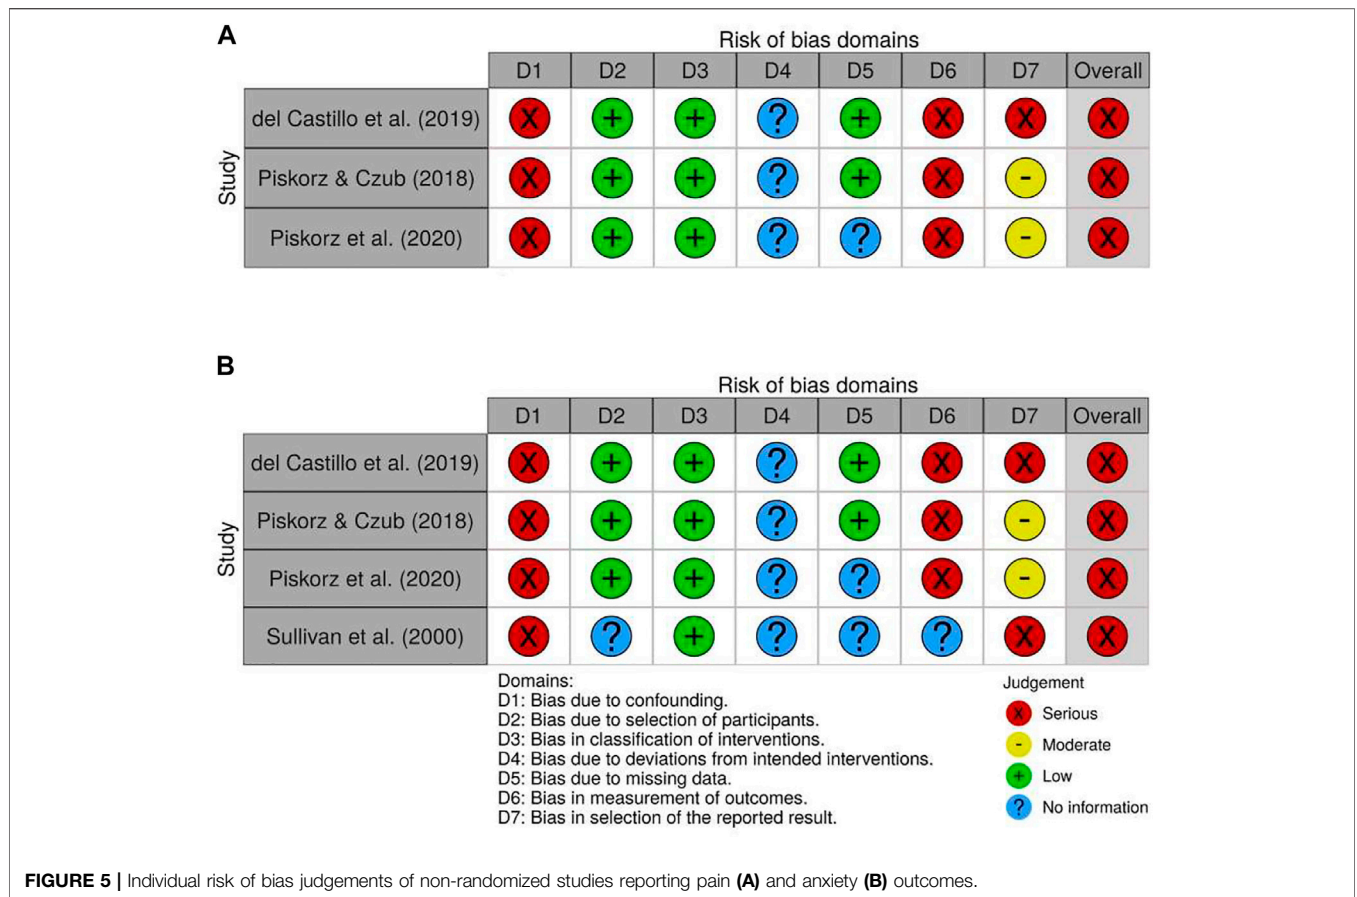 A
Risk of bias domains
D1 D2 D3 D4 D5 D6 D7 Overall
Study
del Castillo et al. (2019) X + + ? + X X X
Piskorz & Czub (2018) X + + ? + X - X
Piskorz et al. (2020) X + + ? ? X - X
B
Risk of bias domains
D1 D2 D3 D4 D5 D6 D7 Overall
Study
del Castillo et al. (2019) X + + ? + X X X
Piskorz & Czub (2018) X + + ? + X - X
Piskorz et al. (2020) X + + ? ? X - X
Sullivan et al. (2000) X ? + ? ? ? X X
Domains:
D1: Bias due to confounding.
D2: Bias due to selection of participants.
D3: Bias in classification of interventions.
D4: Bias due to deviations from intended interventions.
D5: Bias due to missing data.
D6: Bias in measurement of outcomes.
D7: Bias in selection of the reported result.
Judgement
X Serious
- Moderate
+ Low
? No information
FIGURE 5 | Individual risk of bias judgements of non-randomized studies reporting pain (A) and anxiety (B) outcomes.